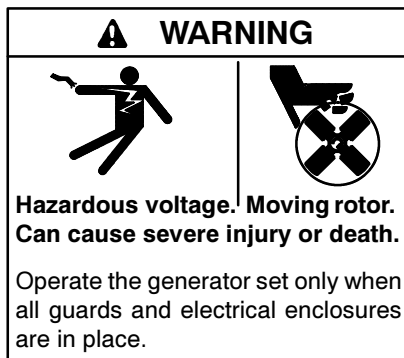 WARNING
Hazardous voltage. Moving rotor.
Can cause severe injury or death.
Operate the generator set only when
all guards and electrical enclosures
are in place.